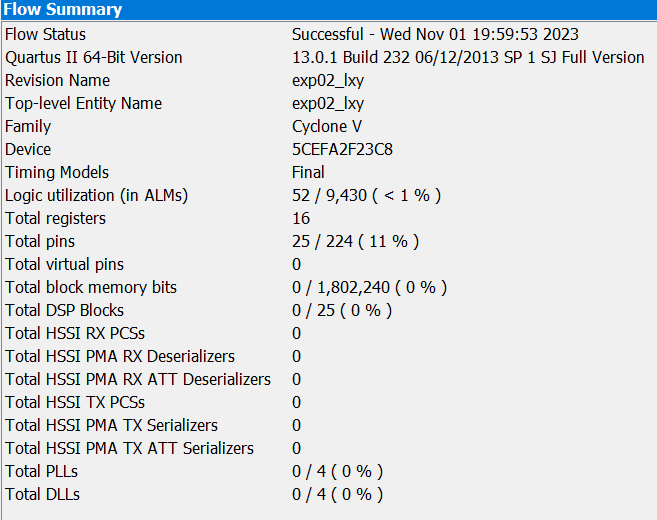 Flow Summary
Flow Status Successful - Wed Nov 01 19:59:53 2023
Quartus II 64-Bit Version 13.0.1 Build 232 06/12/2013 SP 1 SJ Full Version
Revision Name exp02_lxy
Top-level Entity Name exp02_lxy
Family Cyclone V
Device 5CEFA2F23C8
Timing Models Final
Logic utilization (in ALMs) 52 / 9,430 ( < 1 % )
Total registers 16
Total pins 25 / 224 ( 11 % )
Total virtual pins 0
Total block memory bits 0 / 1,802,240 ( 0 % )
Total DSP Blocks 0 / 25 ( 0 % )
Total HSSI RX PCSs 0
Total HSSI PMA RX Deserializers 0
Total HSSI PMA RX ATT Deserializers 0
Total HSSI TX PCSs 0
Total HSSI PMA TX Serializers 0
Total HSSI PMA TX ATT Serializers 0
Total PLLs 0 / 4 ( 0 % )
Total DLLs 0 / 4 ( 0 % )